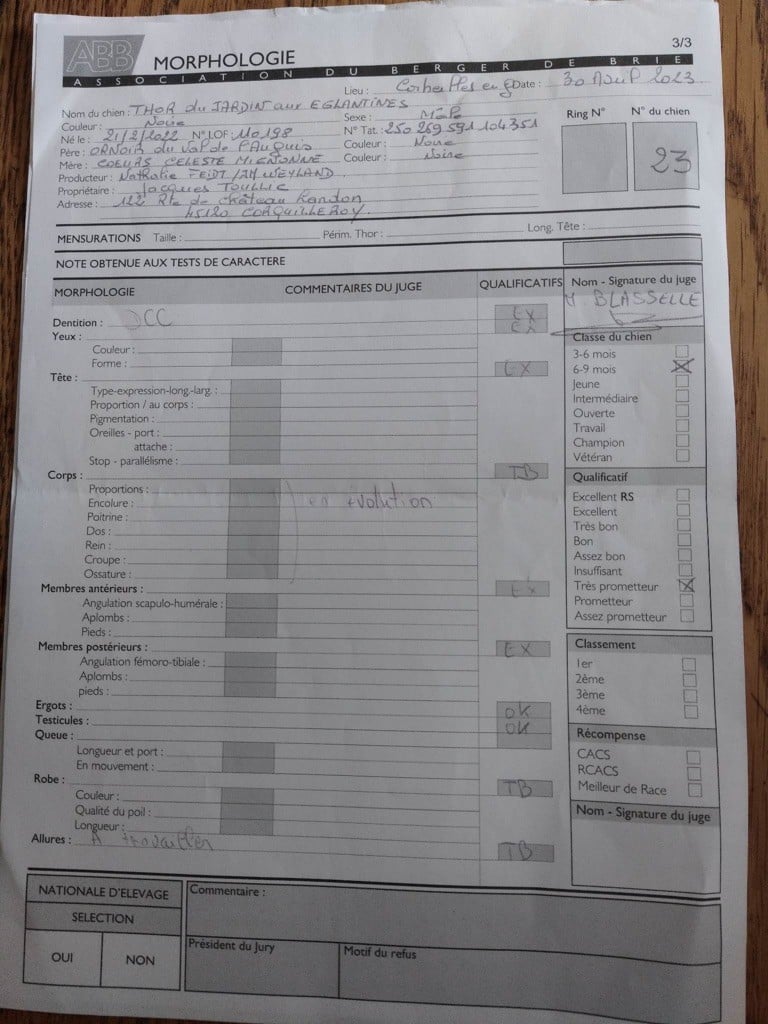 3/3
ABB MORPHOLOGIE
ASSOCIATION DU BERGER DE BRIE
Lieu : Date : 30 Avril 2023
Nom du chien : THOR du JARDIN aux EGLANTINES
Couleur : Noire Sexe : Mâle
Né le : 21/2/2022 N° LOF : 110198 N° Tat. : 250 269 591 104351
Père : ORNOIR du Val de FAUQUIS Couleur : Noire
Mère : COEURS CELESTE MIGNONNE Couleur : Noire
Producteur : Nathalie FEIDT / WEYLAND
Propriétaire : Jacques TOULLIC
Adresse : 122 Rte de Château Landon
45120 CORQUILLEROY
Ring N° N° du chien
23
MENSURATIONS Taille : Périm. Thor : Long. Tête :
NOTE OBTENUE AUX TESTS DE CARACTERE
MORPHOLOGIE COMMENTAIRES DU JUGE QUALIFICATIFS
Dentition : DCC EX
Yeux : EX
Couleur :
Forme :
Tête : EX
Type-expression-long.-larg. :
Proportion / au corps :
Pigmentation :
Oreilles - port :
attache :
Stop - parallélisme :
Corps : TB
Proportions :
Encolure : en évolution
Poitrine :
Dos :
Rein :
Croupe :
Ossature :
Membres antérieurs : EX
Angulation scapulo-humérale :
Aplombs :
Pieds :
Membres postérieurs : EX
Angulation fémoro-tibiale :
Aplombs :
pieds :
Ergots : OK
Testicules : OK
Queue :
Longueur et port :
En mouvement :
Robe : TB
Couleur :
Qualité du poil :
Longueur :
Allures : A travailler TB
Nom - Signature du juge
M. BLASSELLE
Classe du chien
3-6 mois
6-9 mois
Jeune
Intermédiaire
Ouverte
Travail
Champion
Vétéran
Qualificatif
Excellent RS
Excellent
Très bon
Bon
Assez bon
Insuffisant
Très prometteur
Prometteur
Assez prometteur
Classement
1er
2ème
3ème
4ème
Récompense
CACS
RCACS
Meilleur de Race
Nom - Signature du juge
NATIONALE D'ELEVAGE
SELECTION
OUI NON
Commentaire :
Président du Jury Motif du refus